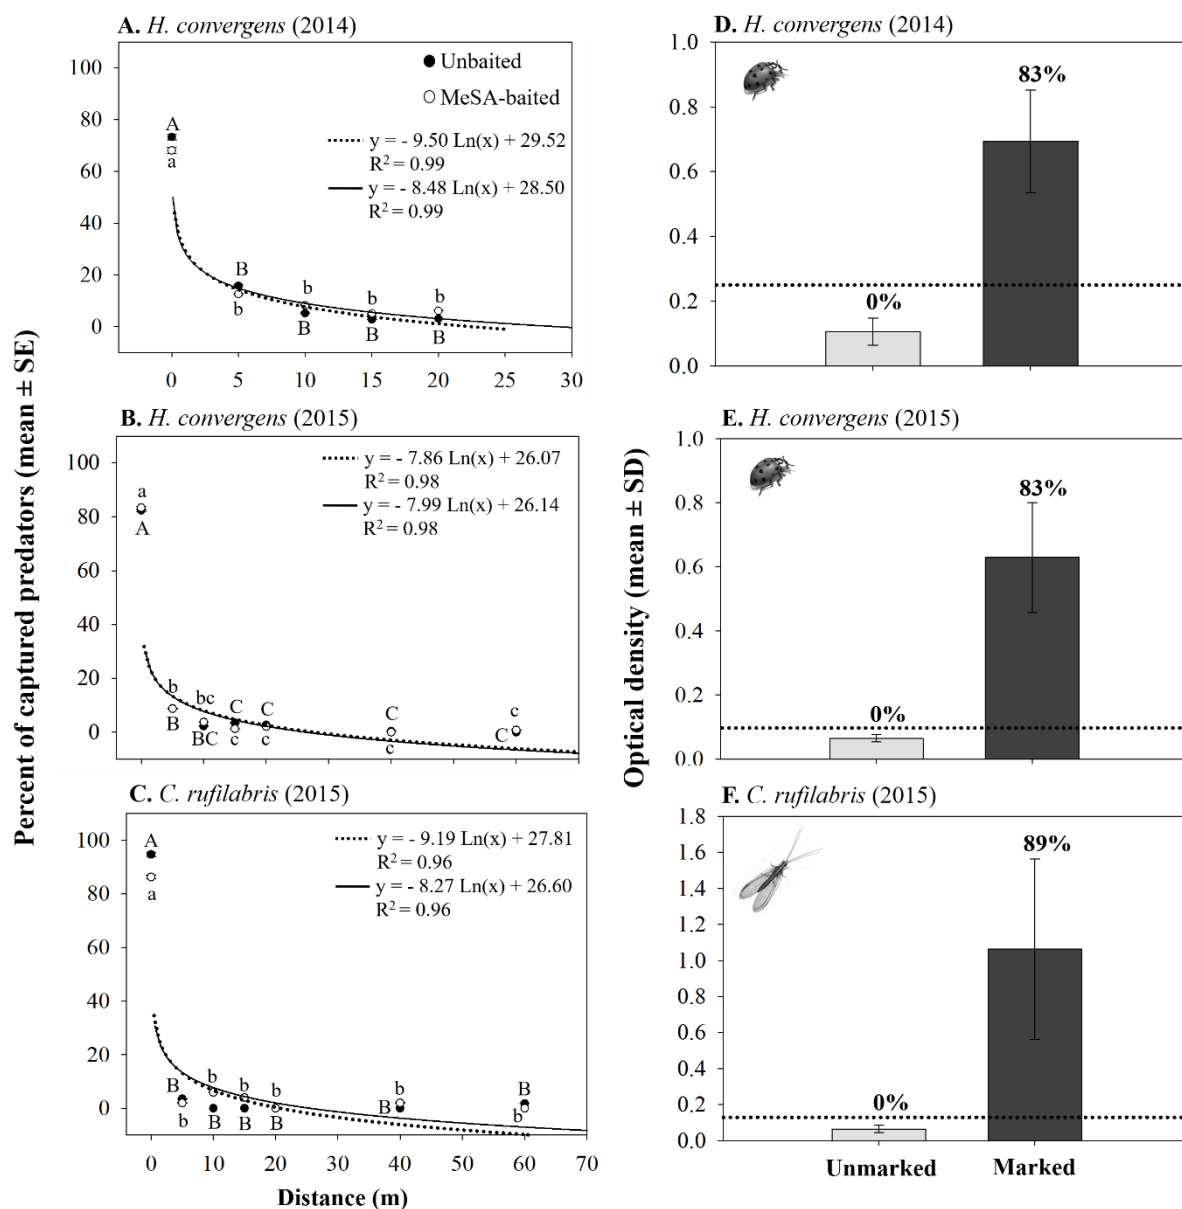 A. H. convergens (2014)
100
80
60
40
20
0
0 5 10 15 20 25 30
Unbaited
MeSA-baited
y = - 9.50 Ln(x) + 29.52
R² = 0.99
y = - 8.48 Ln(x) + 28.50
R² = 0.99
A
a
B
b
b
B
b
B
b
B
B. H. convergens (2015)
100
80
60
40
20
0
y = - 7.86 Ln(x) + 26.07
R² = 0.98
y = - 7.99 Ln(x) + 26.14
R² = 0.98
a
A
b
B
bc
BC
C
c
C
c
C
c
c
C
C. C. rufilabris (2015)
100
80
60
40
20
0
0 10 20 30 40 50 60 70
y = - 9.19 Ln(x) + 27.81
R² = 0.96
y = - 8.27 Ln(x) + 26.60
R² = 0.96
A
a
B
b
b
B
b
B
b
B
b
B
B
b
Distance (m)
Percent of captured predators (mean ± SE)
D. H. convergens (2014)
1.0
0.8
0.6
0.4
0.2
0.0
0%
83%
E. H. convergens (2015)
1.0
0.8
0.6
0.4
0.2
0.0
0%
83%
F. C. rufilabris (2015)
1.8
1.6
1.4
1.2
1.0
0.8
0.6
0.4
0.2
0.0
0%
89%
Unmarked Marked
Optical density (mean ± SD)